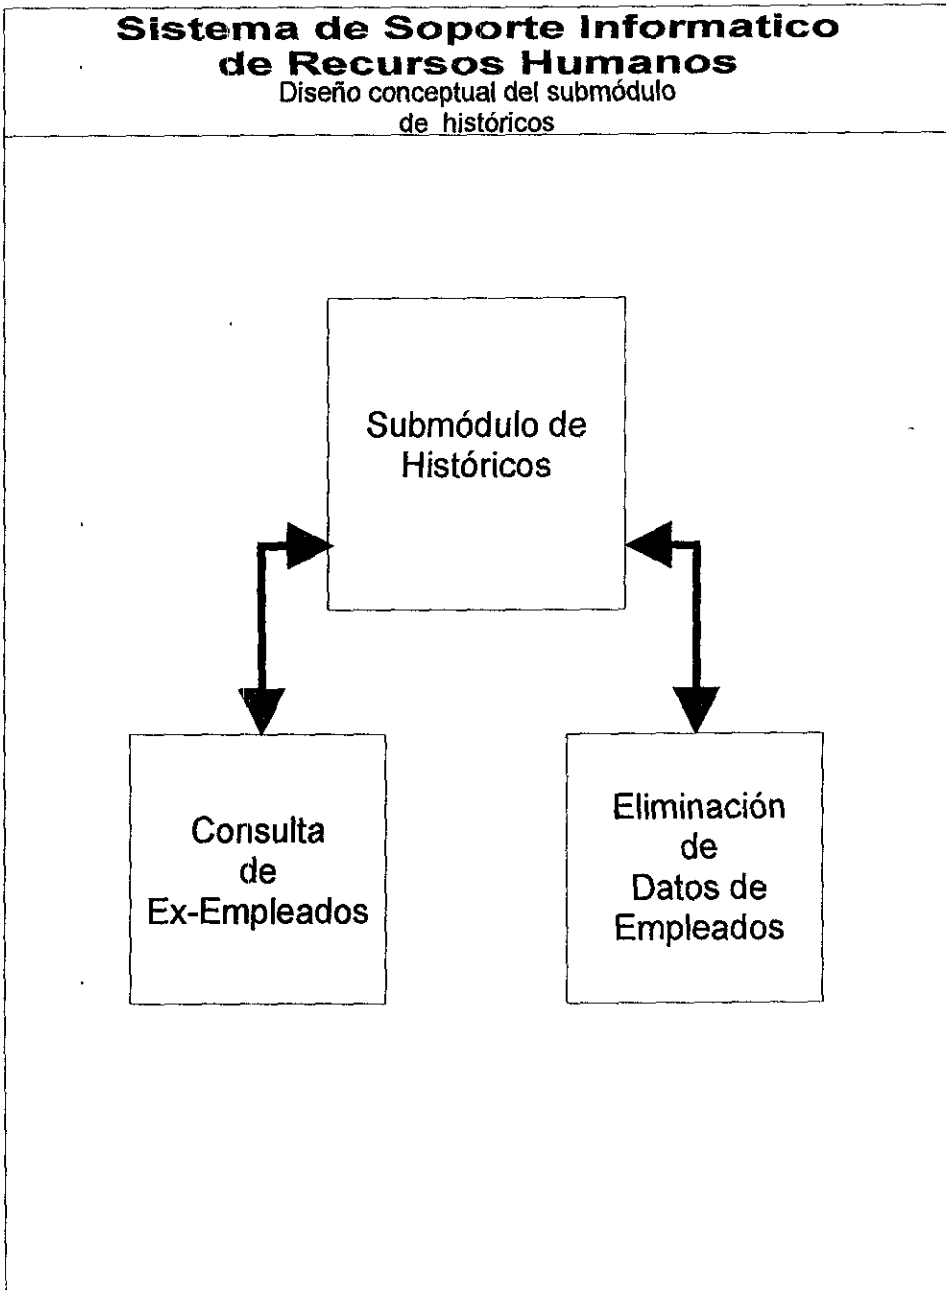 Sistema de Soporte Informatico
de Recursos Humanos
Diseño conceptual del submódulo
de históricos
Submódulo de
Históricos
Consulta
de
Ex-Empleados
Eliminación
de
Datos de
Empleados